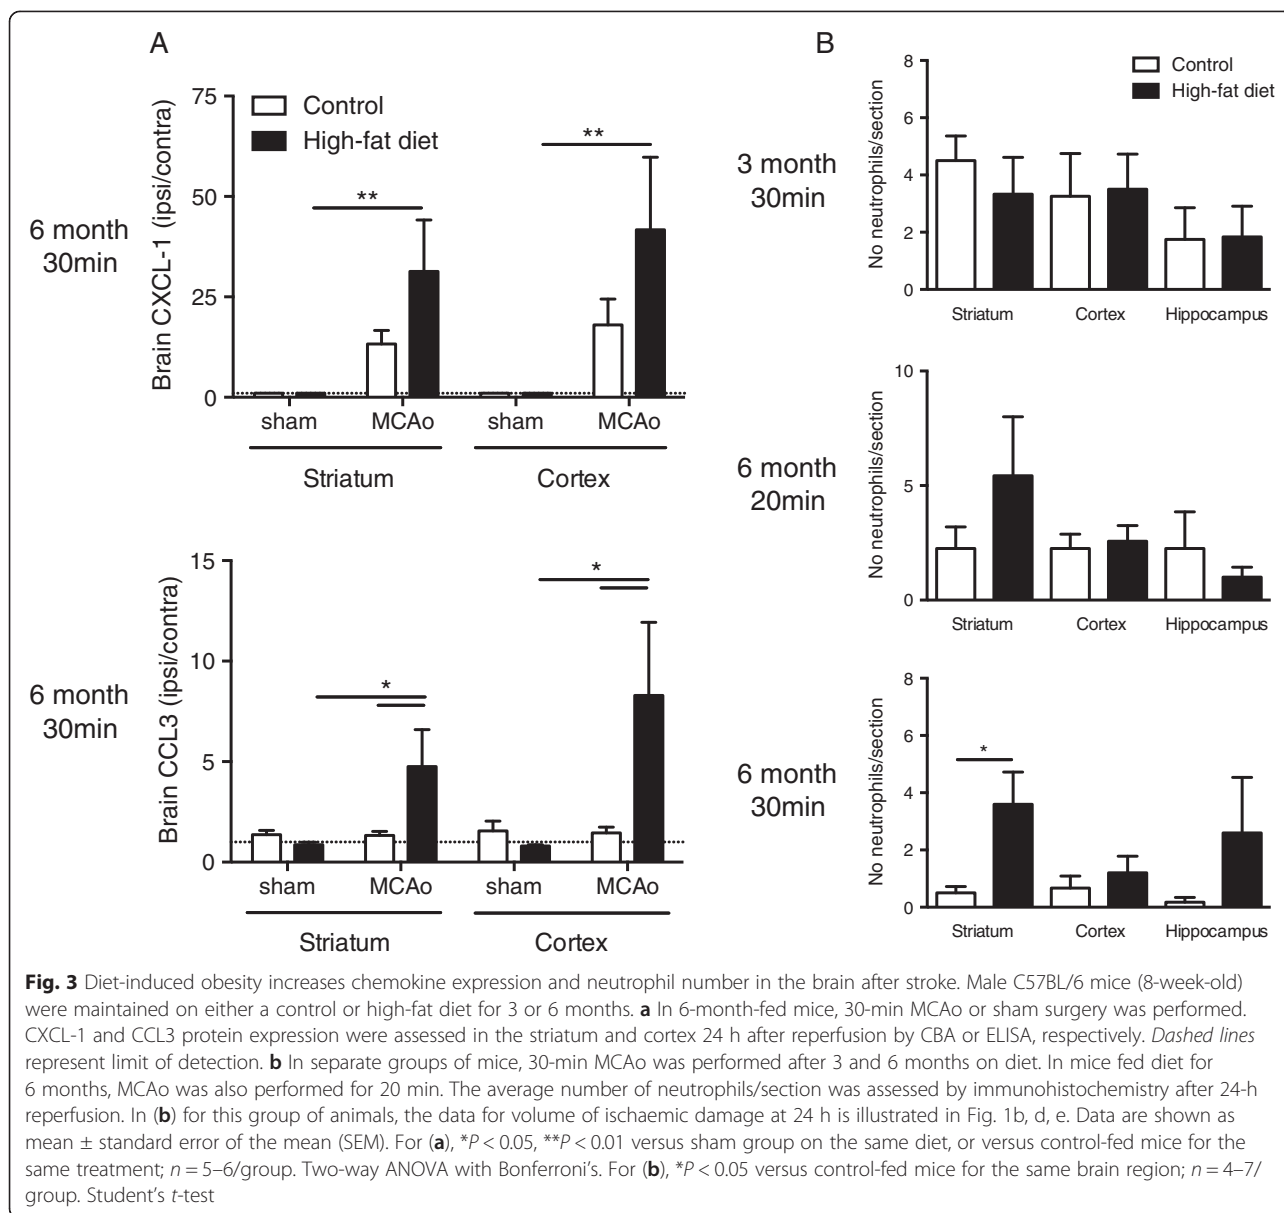 A
75
Control
High-fat diet
**
**
50
25
0
Brain CXCL-1 (ipsi/contra)
6 month
30min
sham
MCAo
sham
MCAo
Striatum
Cortex
15
10
5
0
Brain CCL3 (ipsi/contra)
*
*
6 month
30min
sham
MCAo
sham
MCAo
Striatum
Cortex
B
Control
High-fat diet
3 month
30min
No neutrophils/section
8
6
4
2
0
Striatum
Cortex
Hippocampus
6 month
20min
No neutrophils/section
10
5
0
Striatum
Cortex
Hippocampus
6 month
30min
No neutrophils/section
8
6
4
2
0
*
Striatum
Cortex
Hippocampus
Fig. 3 Diet-induced obesity increases chemokine expression and neutrophil number in the brain after stroke. Male C57BL/6 mice (8-week-old)
were maintained on either a control or high-fat diet for 3 or 6 months. a In 6-month-fed mice, 30-min MCAo or sham surgery was performed.
CXCL-1 and CCL3 protein expression were assessed in the striatum and cortex 24 h after reperfusion by CBA or ELISA, respectively. Dashed lines
represent limit of detection. b In separate groups of mice, 30-min MCAo was performed after 3 and 6 months on diet. In mice fed diet for
6 months, MCAo was also performed for 20 min. The average number of neutrophils/section was assessed by immunohistochemistry after 24-h
reperfusion. In (b) for this group of animals, the data for volume of ischaemic damage at 24 h is illustrated in Fig. 1b, d, e. Data are shown as
mean ± standard error of the mean (SEM). For (a), *P < 0.05, **P < 0.01 versus sham group on the same diet, or versus control-fed mice for the
same treatment; n = 5–6/group. Two-way ANOVA with Bonferroni's. For (b), *P < 0.05 versus control-fed mice for the same brain region; n = 4–7/
group. Student's t-test